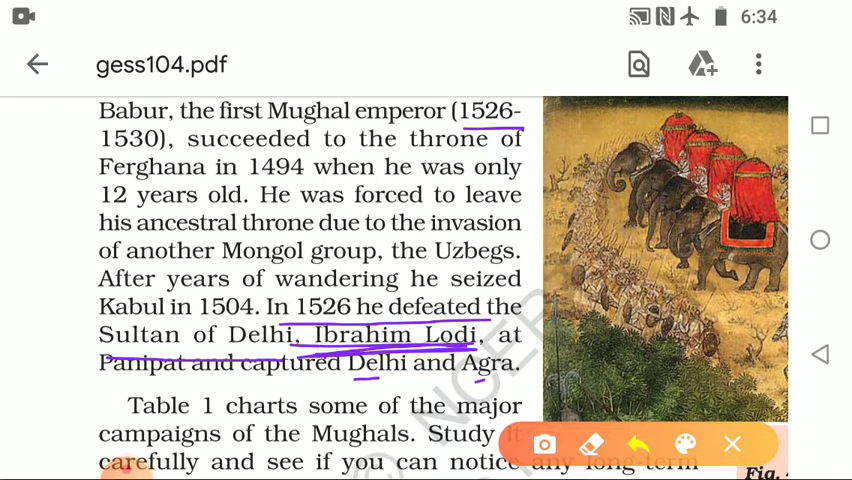 6:34
gess104.pdf
Babur, the first Mughal emperor (1526-
1530), succeeded to the throne of
Ferghana in 1494 when he was only
12 years old. He was forced to leave
his ancestral throne due to the invasion
of another Mongol group, the Uzbegs.
After years of wandering he seized
Kabul in 1504. In 1526 he defeated the
Sultan of Delhi, Ibrahim Lodi, at
Panipat and captured Delhi and Agra.
Table 1 charts some of the major
campaigns of the Mughals. Study it
carefully and see if you can notice any long-term
Fig.
© NCERT